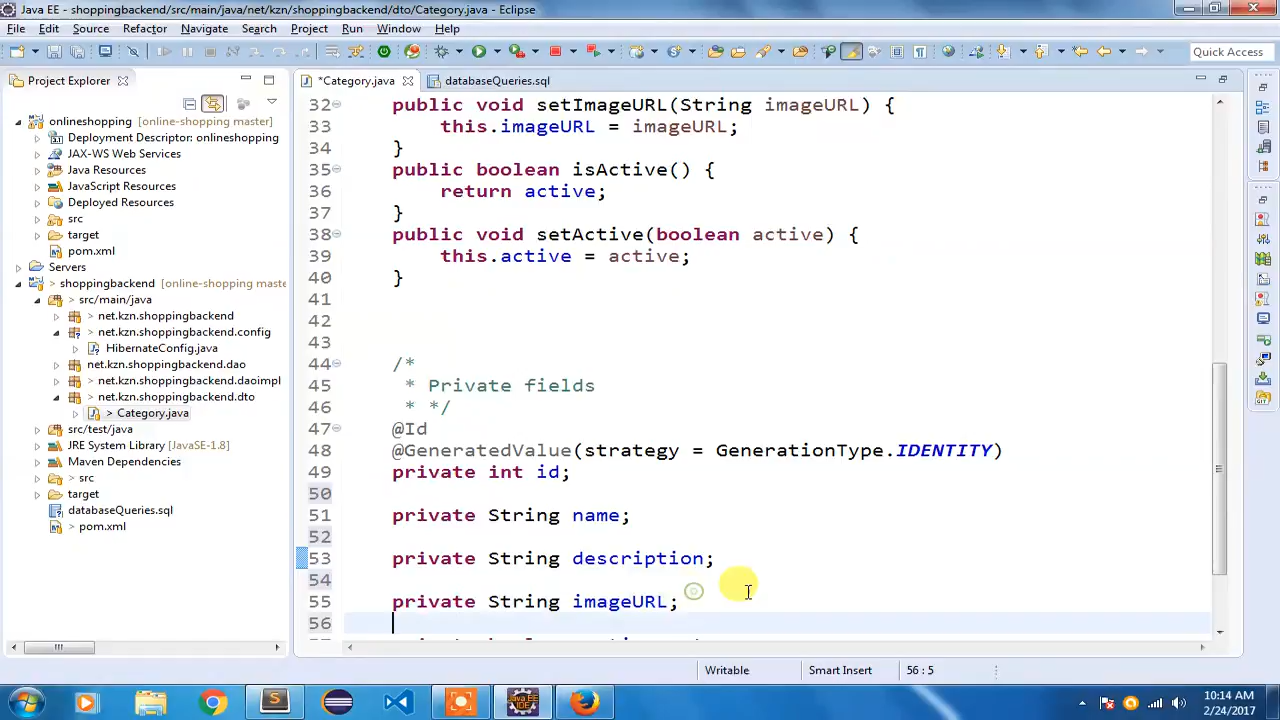 Java EE - shoppingbackend/src/main/java/net/kzn/shoppingbackend/dto/Category.java - Eclipse
File Edit Source Refactor Navigate Search Project Run Window Help
Quick Access
Project Explorer
onlineshopping [online-shopping master]
Deployment Descriptor: onlineshopping
JAX-WS Web Services
Java Resources
JavaScript Resources
Deployed Resources
src
target
pom.xml
Servers
> shoppingbackend [online-shopping maste
> src/main/java
> net.kzn.shoppingbackend
> net.kzn.shoppingbackend.config
HibernateConfig.java
net.kzn.shoppingbackend.dao
> net.kzn.shoppingbackend.daoimpl
> net.kzn.shoppingbackend.dto
> Category.java
src/test/java
JRE System Library [JavaSE-1.8]
Maven Dependencies
> src
target
databaseQueries.sql
> pom.xml
*Category.java databaseQueries.sql
32 public void setImageURL(String imageURL) {
33 this.imageURL = imageURL;
34 }
35 public boolean isActive() {
36 return active;
37 }
38 public void setActive(boolean active) {
39 this.active = active;
40 }
41
42
43
44 /*
45 * Private fields
46 * */
47 @Id
48 @GeneratedValue(strategy = GenerationType.IDENTITY)
49 private int id;
50
51 private String name;
52
53 private String description;
54
55 private String imageURL;
56
Writable Smart Insert 56 : 5
10:14 AM
2/24/2017